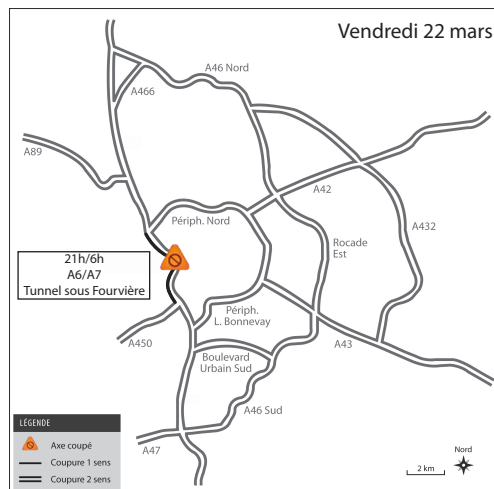 Vendredi 22 mars
A46 Nord
A466
A89
A42
Périph. Nord
A432
Rocade
Est
21h/6h
A6/A7
Tunnel sous Fourvière
Périph.
L. Bonnevay
A450
A43
Boulevard
Urbain Sud
A46 Sud
A47
LÉGENDE
Axe coupé
Coupure 1 sens
Coupure 2 sens
2 km
Nord